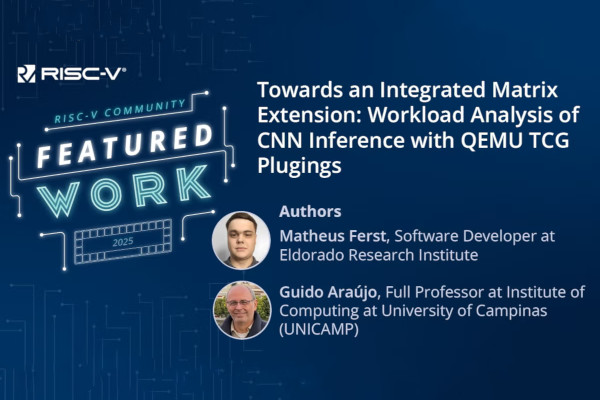 RISC-V®
RISC-V COMMUNITY
FEATURED
WORK
2025
Towards an Integrated Matrix
Extension: Workload Analysis of
CNN Inference with QEMU TCG
Plugings
Authors
Matheus Ferst, Software Developer at
Eldorado Research Institute
Guido Araújo, Full Professor at Institute of
Computing at University of Campinas
(UNICAMP)